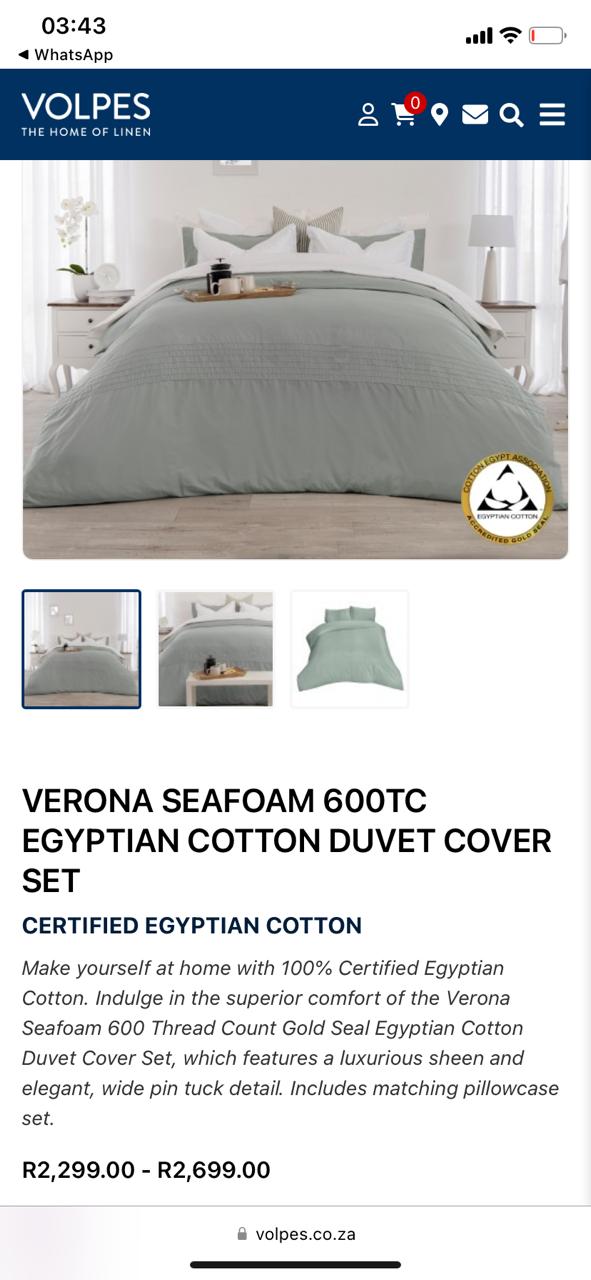 03:43
◀ WhatsApp
VOLPES
THE HOME OF LINEN
0
COTTON EGYPT ASSOCIATION
EGYPTIAN COTTON
ACCREDITED GOLD SEAL
VERONA SEAFOAM 600TC
EGYPTIAN COTTON DUVET COVER
SET
CERTIFIED EGYPTIAN COTTON
Make yourself at home with 100% Certified Egyptian
Cotton. Indulge in the superior comfort of the Verona
Seafoam 600 Thread Count Gold Seal Egyptian Cotton
Duvet Cover Set, which features a luxurious sheen and
elegant, wide pin tuck detail. Includes matching pillowcase
set.
R2,299.00 - R2,699.00
volpes.co.za